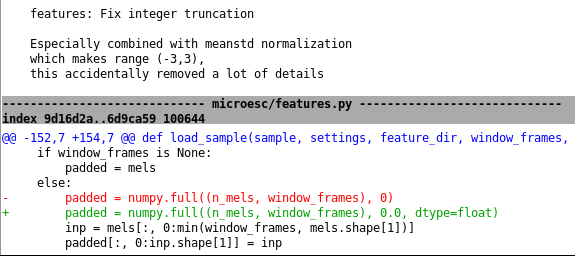 features: Fix integer truncation
Especially combined with meanstd normalization
which makes range (-3,3),
this accidentally removed a lot of details
----------------------------- microesc/features.py -----------------------------
index 9d16d2a..6d9ca59 100644
@@ -152,7 +154,7 @@ def load_sample(sample, settings, feature_dir, window_frames,
if window_frames is None:
padded = mels
else:
- padded = numpy.full((n_mels, window_frames), 0)
+ padded = numpy.full((n_mels, window_frames), 0.0, dtype=float)
inp = mels[:, 0:min(window_frames, mels.shape[1])]
padded[:, 0:inp.shape[1]] = inp